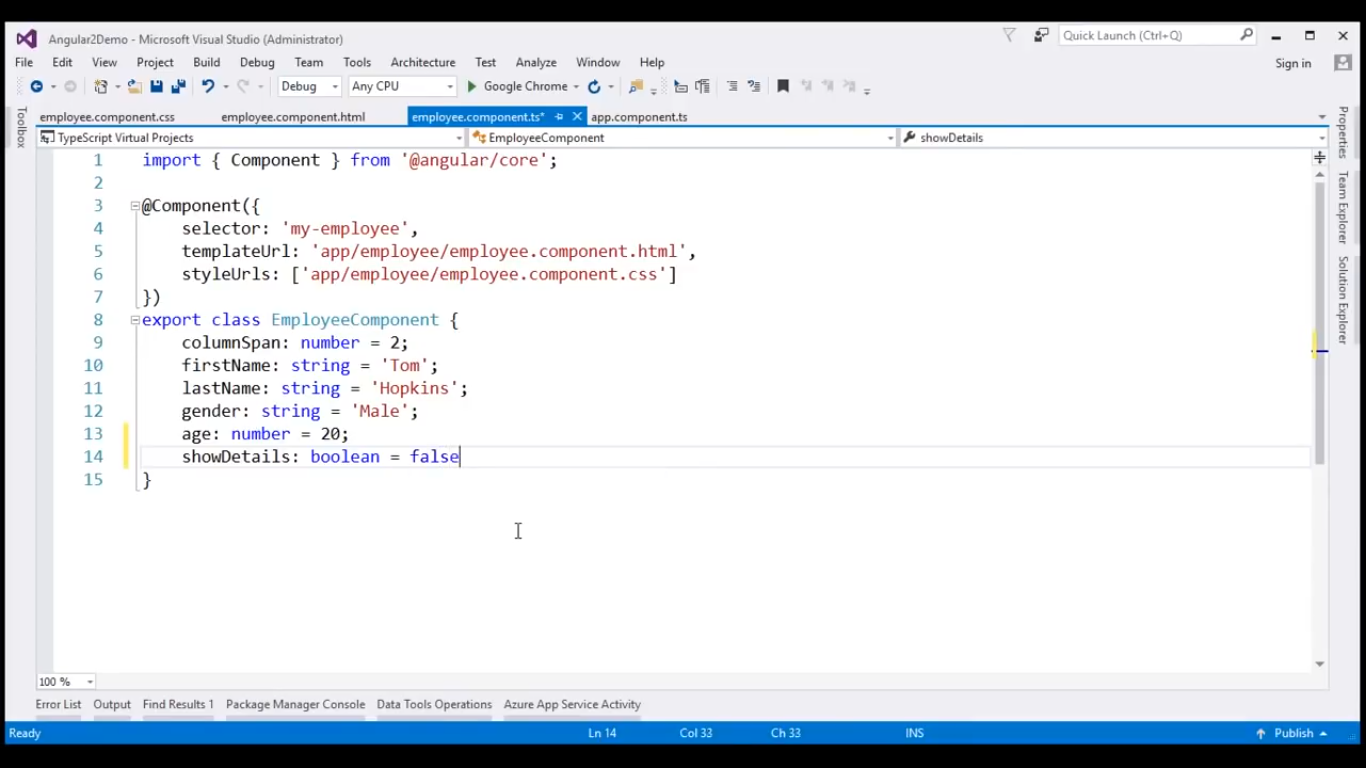 Angular2Demo - Microsoft Visual Studio (Administrator)
Quick Launch (Ctrl+Q)
File Edit View Project Build Debug Team Tools Architecture Test Analyze Window Help
Sign in
Debug Any CPU Google Chrome
employee.component.css employee.component.html employee.component.ts* app.component.ts
TypeScript Virtual Projects EmployeeComponent showDetails
Toolbox
Properties
Team Explorer
Solution Explorer
1 import { Component } from '@angular/core';
2
3 @Component({
4 selector: 'my-employee',
5 templateUrl: 'app/employee/employee.component.html',
6 styleUrls: ['app/employee/employee.component.css']
7 })
8 export class EmployeeComponent {
9 columnSpan: number = 2;
10 firstName: string = 'Tom';
11 lastName: string = 'Hopkins';
12 gender: string = 'Male';
13 age: number = 20;
14 showDetails: boolean = false
15 }
100 %
Error List Output Find Results 1 Package Manager Console Data Tools Operations Azure App Service Activity
Ready Ln 14 Col 33 Ch 33 INS Publish